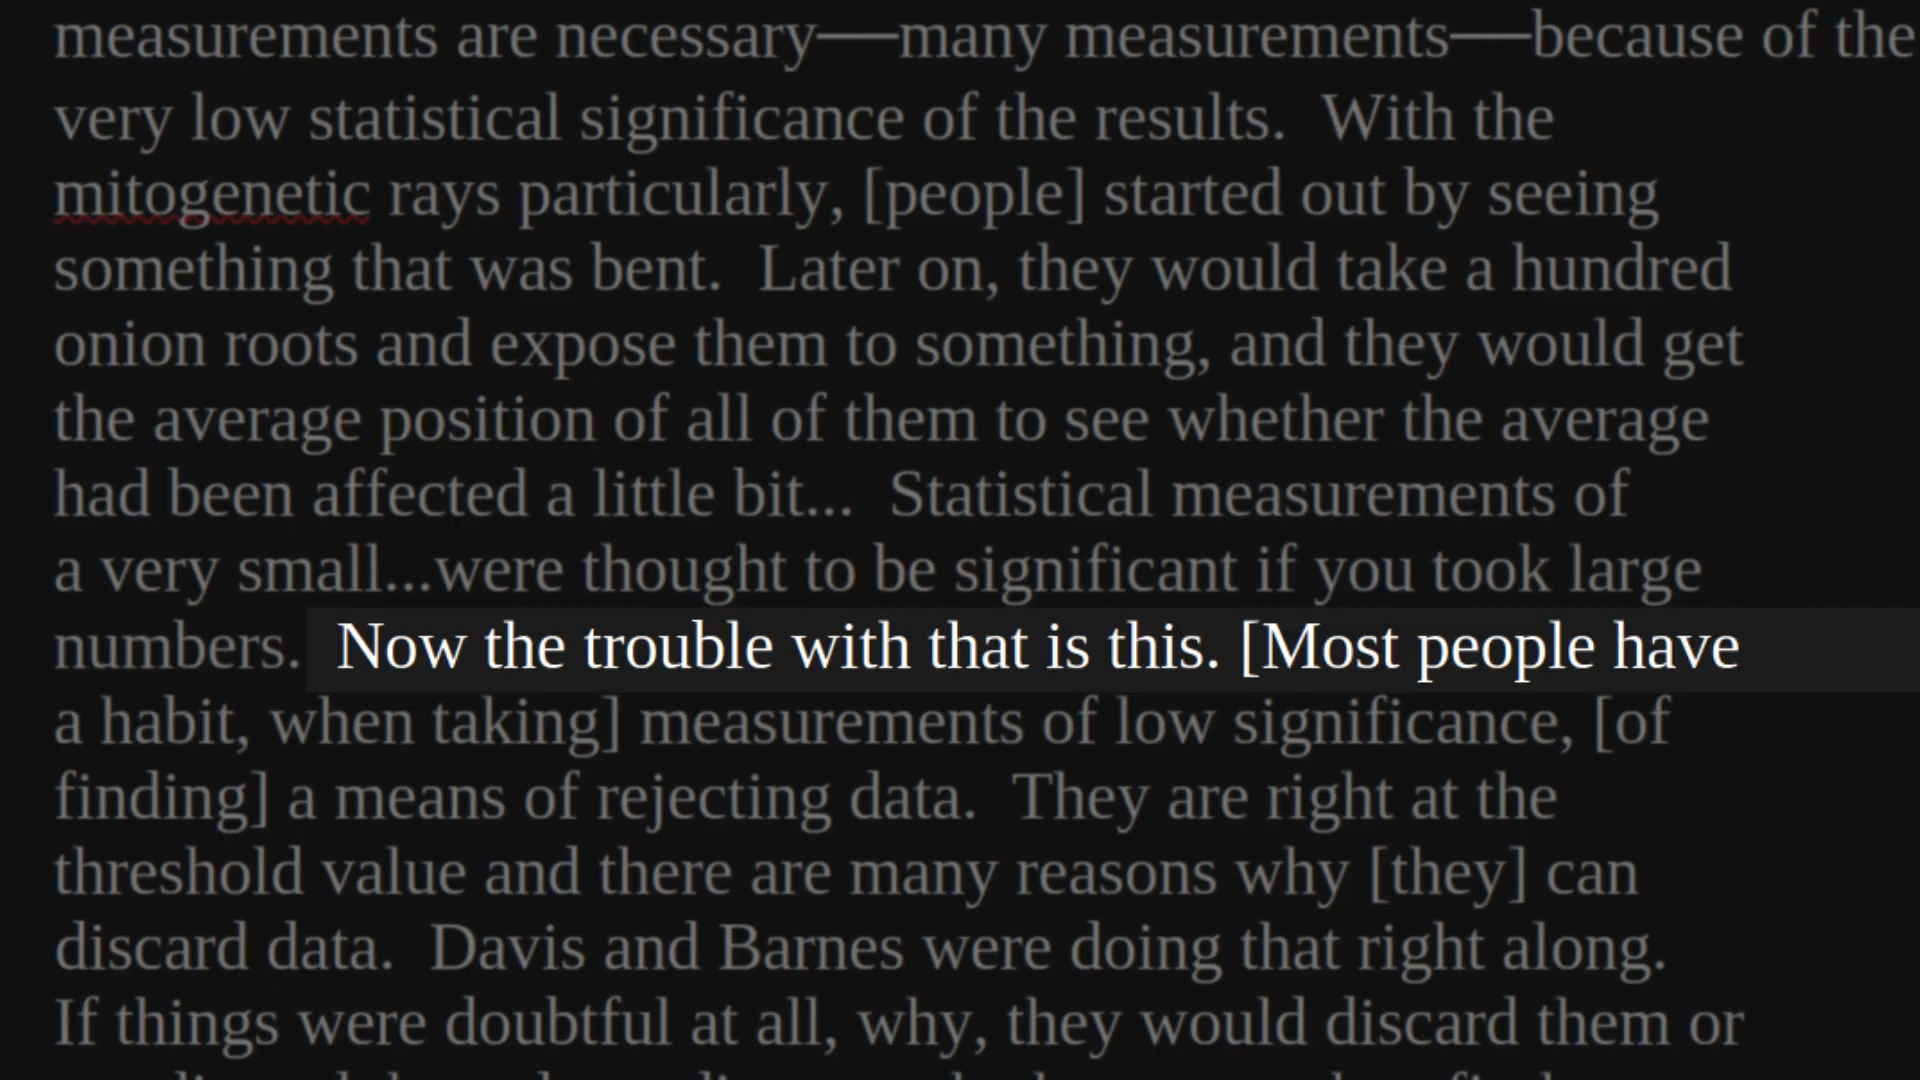 measurements are necessary—many measurements—because of the
very low statistical significance of the results.  With the
mitogenetic rays particularly, [people] started out by seeing
something that was bent.  Later on, they would take a hundred
onion roots and expose them to something, and they would get
the average position of all of them to see whether the average
had been affected a little bit...  Statistical measurements of
a very small...were thought to be significant if you took large
numbers.  Now the trouble with that is this. [Most people have
a habit, when taking] measurements of low significance, [of
finding] a means of rejecting data.  They are right at the
threshold value and there are many reasons why [they] can
discard data.  Davis and Barnes were doing that right along.
If things were doubtful at all, why, they would discard them or